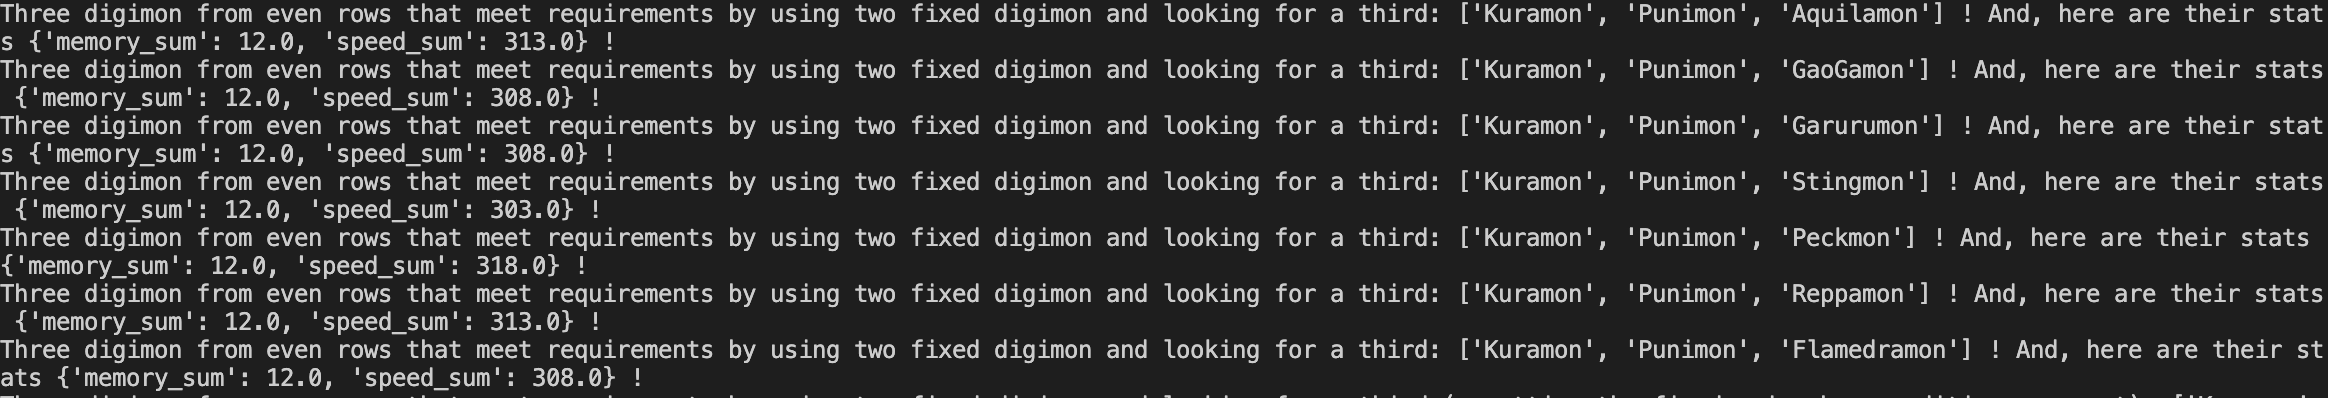 Three digimon from even rows that meet requirements by using two fixed digimon and looking for a third: ['Kuramon', 'Punimon', 'Aquilamon'] ! And, here are their stat
s {'memory_sum': 12.0, 'speed_sum': 313.0} !
Three digimon from even rows that meet requirements by using two fixed digimon and looking for a third: ['Kuramon', 'Punimon', 'GaoGamon'] ! And, here are their stats
 {'memory_sum': 12.0, 'speed_sum': 308.0} !
Three digimon from even rows that meet requirements by using two fixed digimon and looking for a third: ['Kuramon', 'Punimon', 'Garurumon'] ! And, here are their stat
s {'memory_sum': 12.0, 'speed_sum': 308.0} !
Three digimon from even rows that meet requirements by using two fixed digimon and looking for a third: ['Kuramon', 'Punimon', 'Stingmon'] ! And, here are their stats
 {'memory_sum': 12.0, 'speed_sum': 303.0} !
Three digimon from even rows that meet requirements by using two fixed digimon and looking for a third: ['Kuramon', 'Punimon', 'Peckmon'] ! And, here are their stats
{'memory_sum': 12.0, 'speed_sum': 318.0} !
Three digimon from even rows that meet requirements by using two fixed digimon and looking for a third: ['Kuramon', 'Punimon', 'Reppamon'] ! And, here are their stats
 {'memory_sum': 12.0, 'speed_sum': 313.0} !
Three digimon from even rows that meet requirements by using two fixed digimon and looking for a third: ['Kuramon', 'Punimon', 'Flamedramon'] ! And, here are their st
ats {'memory_sum': 12.0, 'speed_sum': 308.0} !